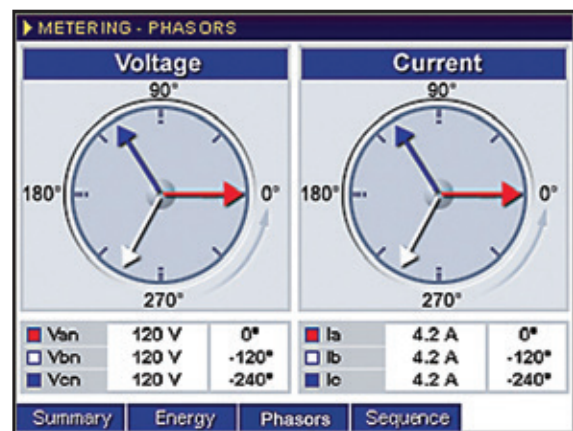 METERING - PHASORS
Voltage
90°
180°
0°
270°
Van 120 V 0°
Vbn 120 V -120°
Vcn 120 V -240°
Current
90°
180°
0°
270°
Ia 4.2 A 0°
Ib 4.2 A -120°
Ic 4.2 A -240°
Summary Energy Phasors Sequence